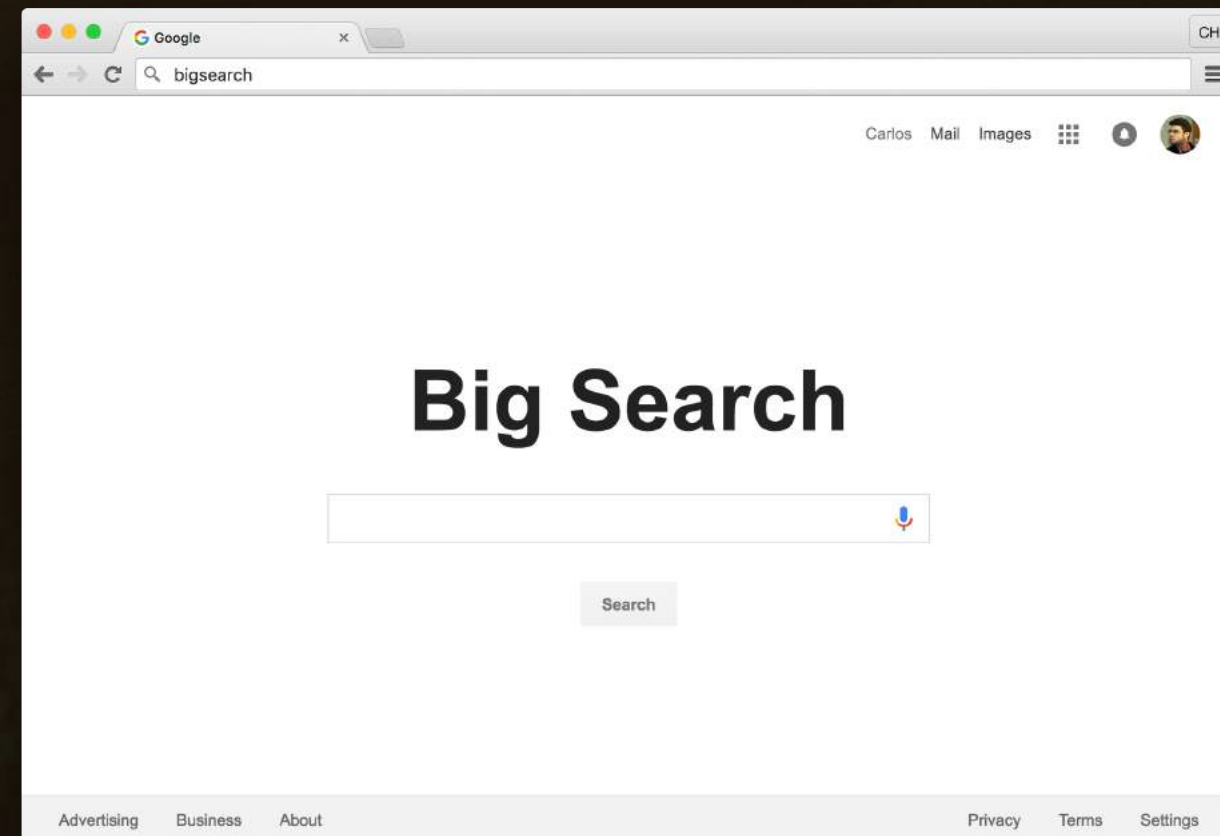 Google
CH
bigsearch
Carlos Mail Images
Big Search
Search
Advertising Business About Privacy Terms Settings